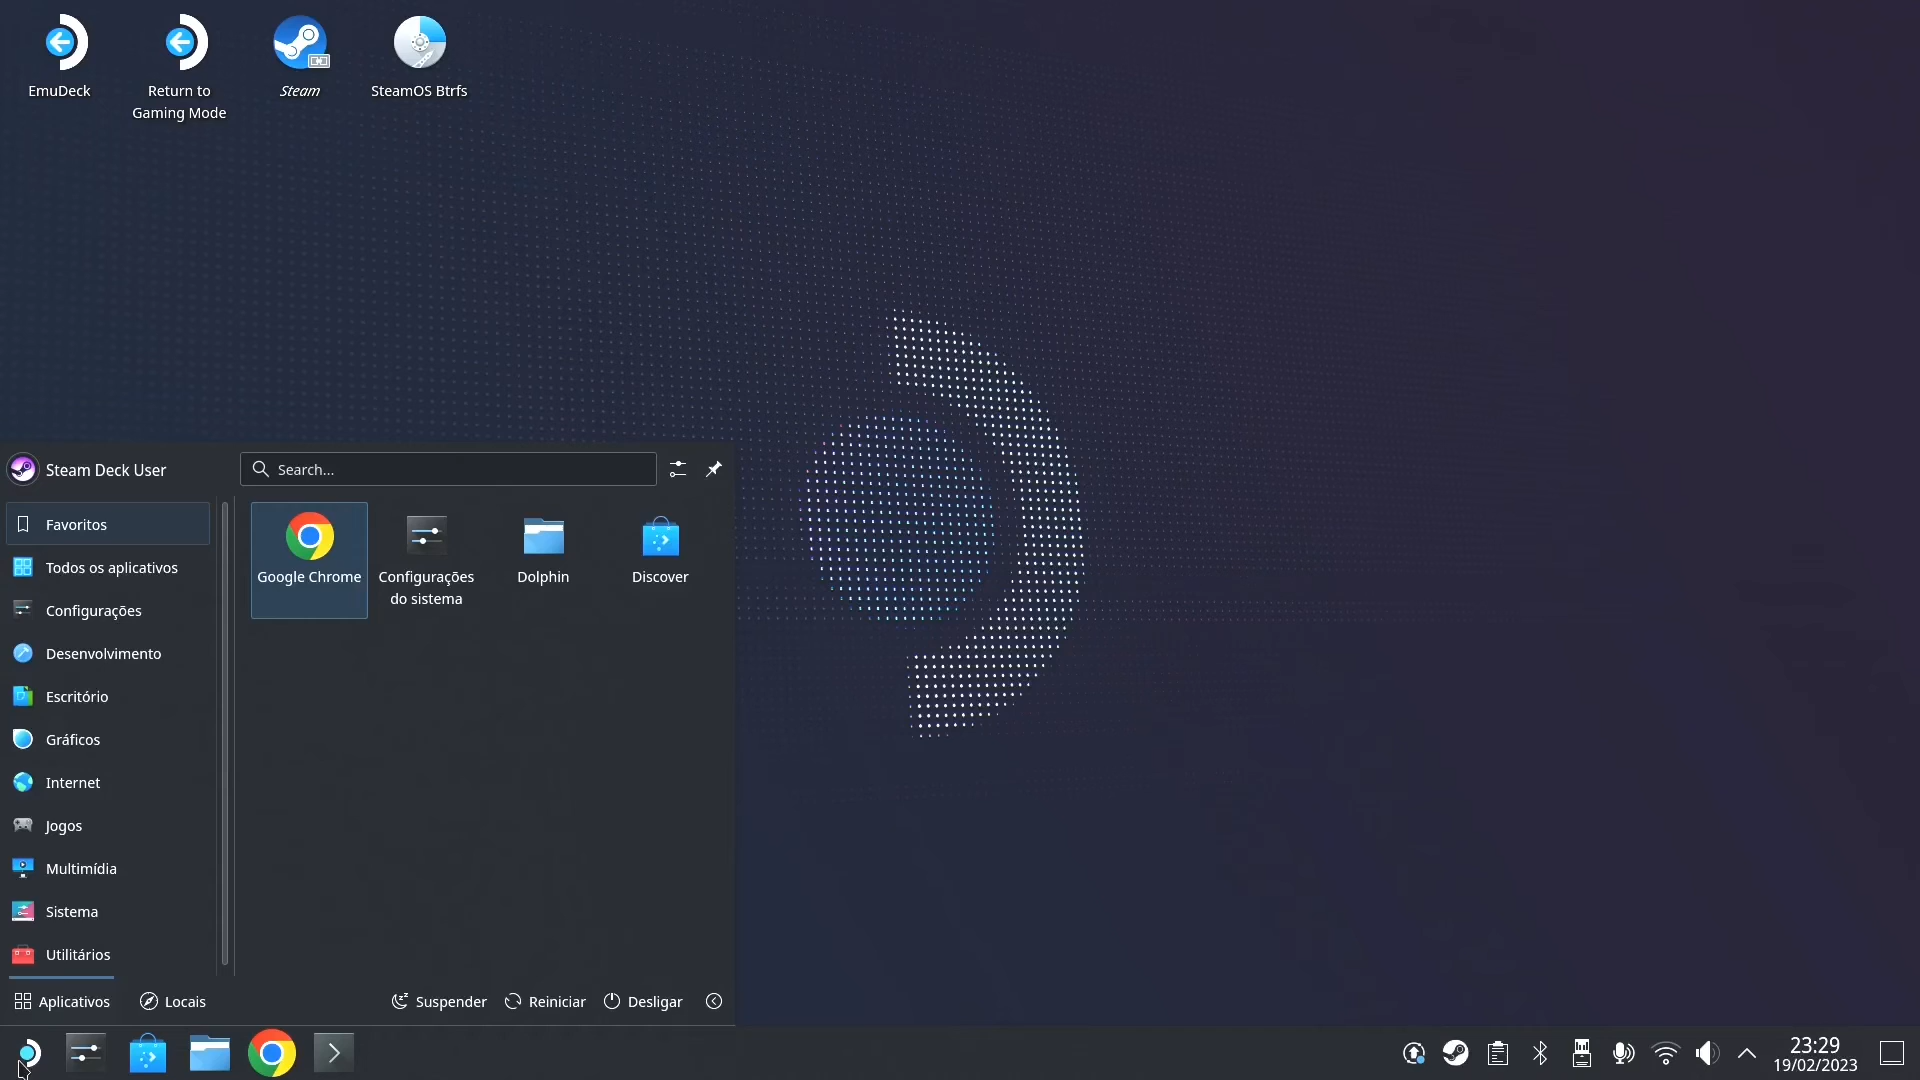 EmuDeck
Return to
Gaming Mode
Steam
SteamOS Btrfs
Steam Deck User
Search...
Favoritos
Todos os aplicativos
Configurações
Desenvolvimento
Escritório
Gráficos
Internet
Jogos
Multimídia
Sistema
Utilitários
Google Chrome
Configurações
do sistema
Dolphin
Discover
Aplicativos
Locais
Suspender
Reiniciar
Desligar
23:29
19/02/2023